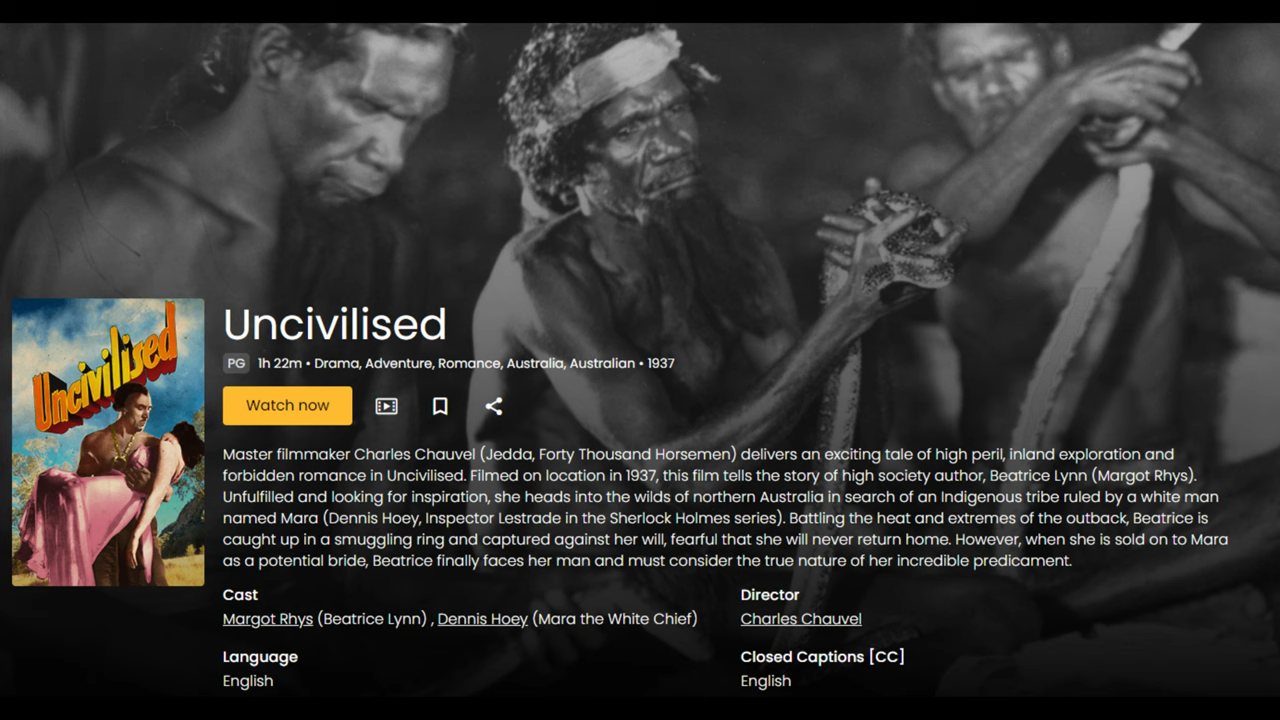 Uncivilised
Uncivilised
PG 1h 22m • Drama, Adventure, Romance, Australia, Australian • 1937
Watch now
Master filmmaker Charles Chauvel (Jedda, Forty Thousand Horsemen) delivers an exciting tale of high peril, inland exploration and
forbidden romance in Uncivilised. Filmed on location in 1937, this film tells the story of high society author, Beatrice Lynn (Margot Rhys).
Unfulfilled and looking for inspiration, she heads into the wilds of northern Australia in search of an Indigenous tribe ruled by a white man
named Mara (Dennis Hoey, Inspector Lestrade in the Sherlock Holmes series). Battling the heat and extremes of the outback, Beatrice is
caught up in a smuggling ring and captured against her will, fearful that she will never return home. However, when she is sold on to Mara
as a potential bride, Beatrice finally faces her man and must consider the true nature of her incredible predicament.
Cast
Margot Rhys (Beatrice Lynn) , Dennis Hoey (Mara the White Chief)
Director
Charles Chauvel
Language
English
Closed Captions [CC]
English